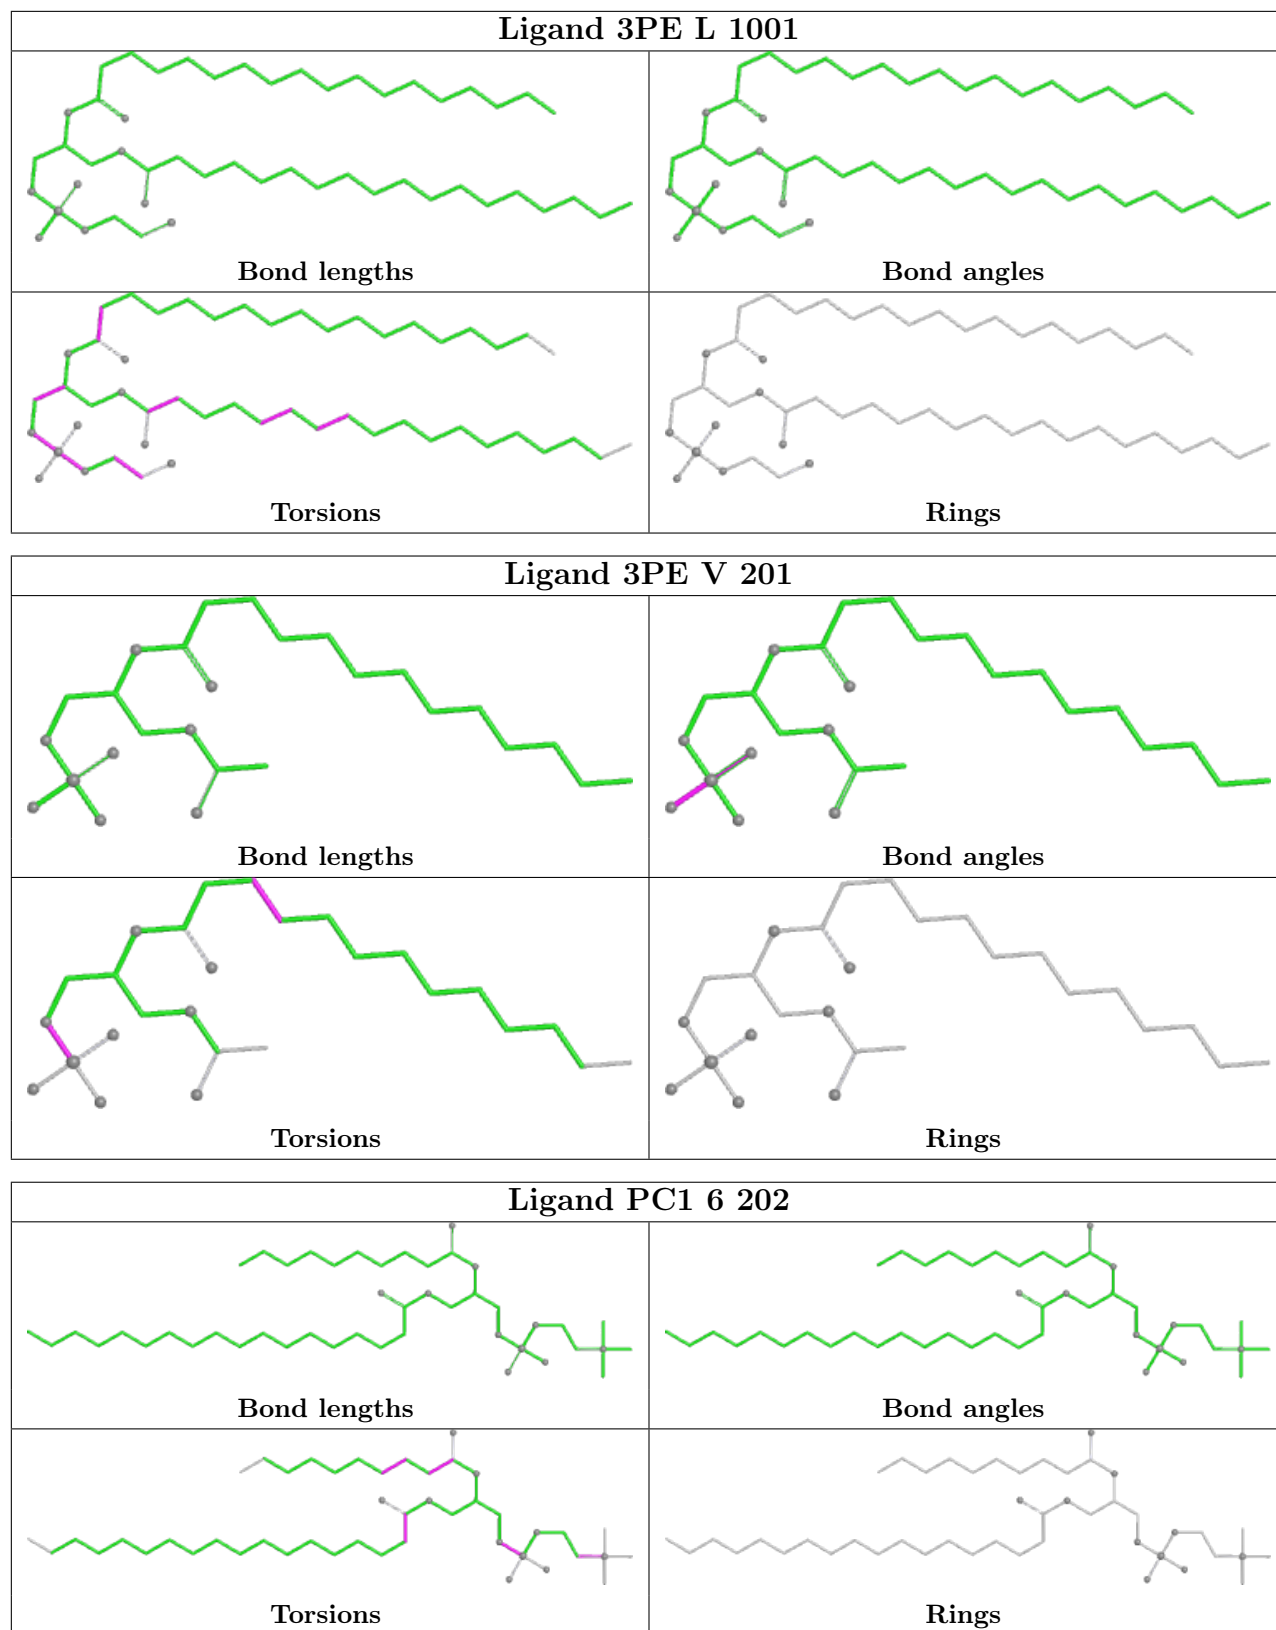 Ligand 3PE L 1001
Bond lengths
Bond angles
Torsions
Rings
Ligand 3PE V 201
Bond lengths
Bond angles
Torsions
Rings
Ligand PC1 6 202
Bond lengths
Bond angles
Torsions
Rings